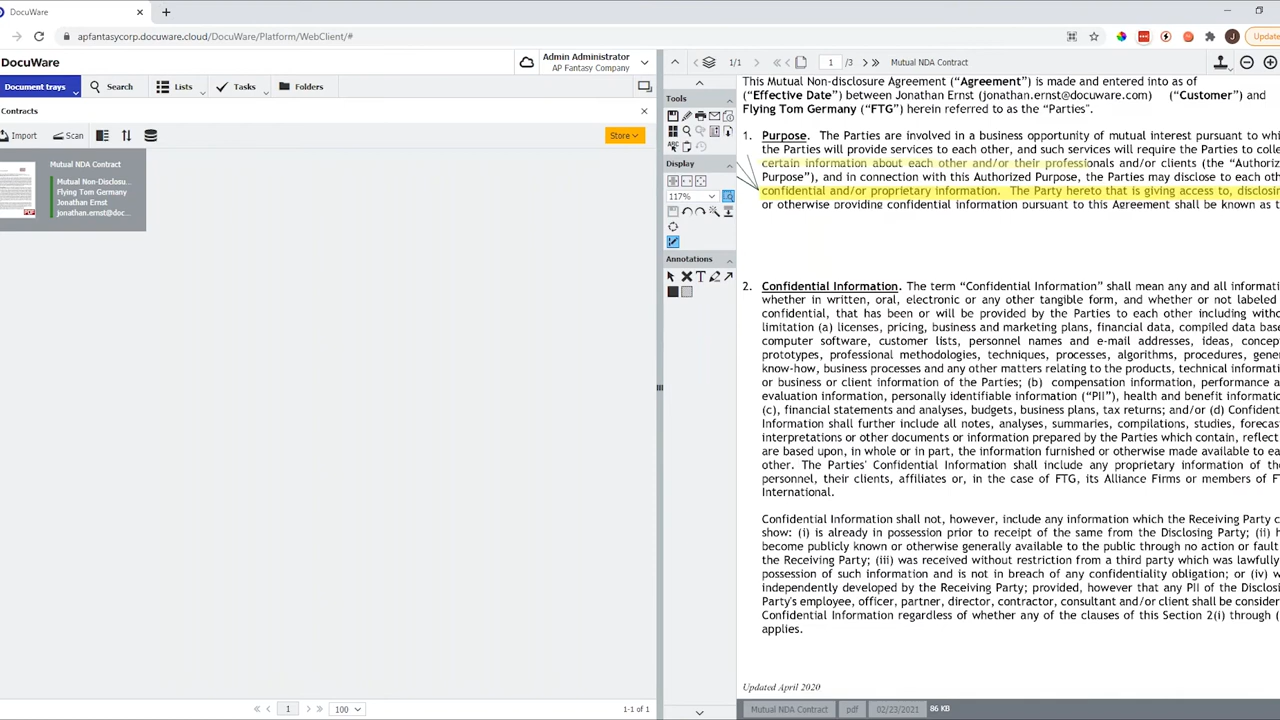 DocuWare
apfantasycorp.docuware.cloud/DocuWare/Platform/WebClient/#
J
Update
DocuWare
Admin Administrator
AP Fantasy Company
Document trays
Search
Lists
Tasks
Folders
Contracts
Import
Scan
Store
Mutual NDA Contract
Mutual Non-Disclosu...
Flying Tom Germany
Jonathan Ernst
jonathan.ernst@doc...
PDF
1
100
1-1 of 1
1/1
1
/3
Mutual NDA Contract
Tools
ABC
Display
117%
Annotations
This Mutual Non-disclosure Agreement (“Agreement”) is made and entered into as of
(“Effective Date”) between Jonathan Ernst (jonathan.ernst@docuware.com) (“Customer”) and
Flying Tom Germany (“FTG”) herein referred to as the “Parties".
1. Purpose. The Parties are involved in a business opportunity of mutual interest pursuant to whi
the Parties will provide services to each other, and such services will require the Parties to colle
certain information about each other and/or their professionals and/or clients (the “Authoriz
Purpose”), and in connection with this Authorized Purpose, the Parties may disclose to each oth
confidential and/or proprietary information. The Party hereto that is giving access to, disclosin
or otherwise providing confidential information pursuant to this Agreement shall be known as t
2. Confidential Information. The term “Confidential Information” shall mean any and all informati
whether in written, oral, electronic or any other tangible form, and whether or not labeled
confidential, that has been or will be provided by the Parties to each other including witho
limitation (a) licenses, pricing, business and marketing plans, financial data, compiled data base
computer software, customer lists, personnel names and e-mail addresses, ideas, concep
prototypes, professional methodologies, techniques, processes, algorithms, procedures, gene
know-how, business processes and any other matters relating to the products, technical informati
or business or client information of the Parties; (b) compensation information, performance a
evaluation information, personally identifiable information (“PII”), health and benefit informatio
(c), financial statements and analyses, budgets, business plans, tax returns; and/or (d) Confident
Information shall further include all notes, analyses, summaries, compilations, studies, forecas
interpretations or other documents or information prepared by the Parties which contain, reflect
are based upon, in whole or in part, the information furnished or otherwise made available to ea
other. The Parties' Confidential Information shall include any proprietary information of th
personnel, their clients, affiliates or, in the case of FTG, its Alliance Firms or members of F
International.
Confidential Information shall not, however, include any information which the Receiving Party c
show: (i) is already in possession prior to receipt of the same from the Disclosing Party; (ii) h
become publicly known or otherwise generally available to the public through no action or fault
the Receiving Party; (iii) was received without restriction from a third party which was lawfully
possession of such information and is not in breach of any confidentiality obligation; or (iv) w
independently developed by the Receiving Party; provided, however that any PII of the Disclosin
Party's employee, officer, partner, director, contractor, consultant and/or client shall be consider
Confidential Information regardless of whether any of the clauses of this Section 2(i) through (
applies.
Updated April 2020
Mutual NDA Contract
pdf
02/23/2021
86 KB